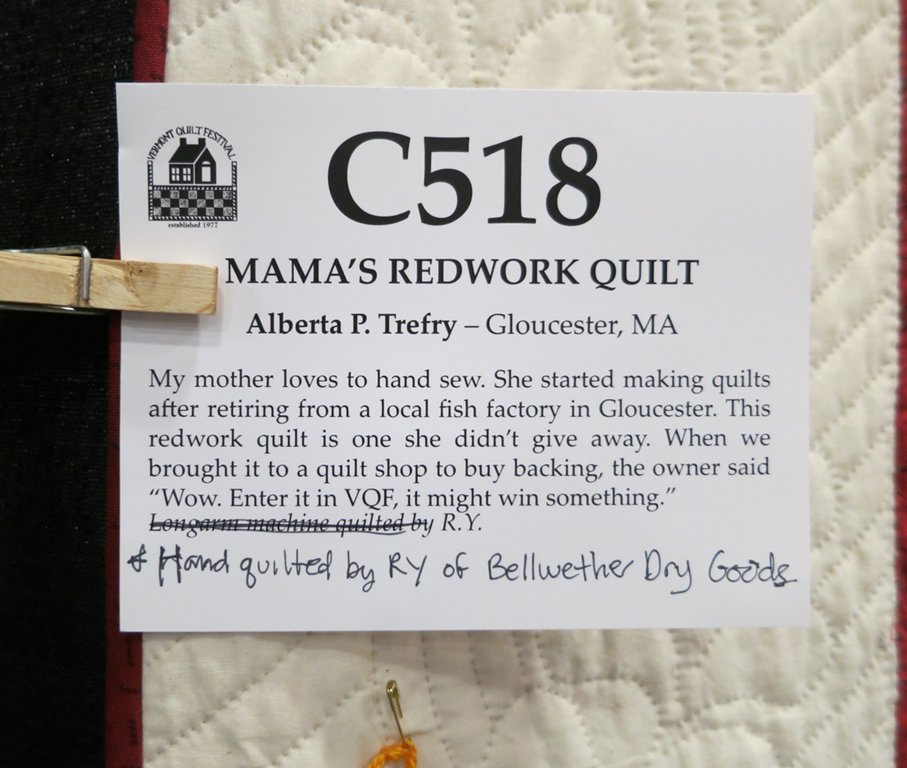 VERMONT QUILT FESTIVAL
established 1977
C518
MAMA'S REDWORK QUILT
Alberta P. Trefry – Gloucester, MA
My mother loves to hand sew. She started making quilts
after retiring from a local fish factory in Gloucester. This
redwork quilt is one she didn't give away. When we
brought it to a quilt shop to buy backing, the owner said
“Wow. Enter it in VQF, it might win something.”
Longarm machine quilted by R.Y.
* Hand quilted by RY of Bellwether Dry Goods